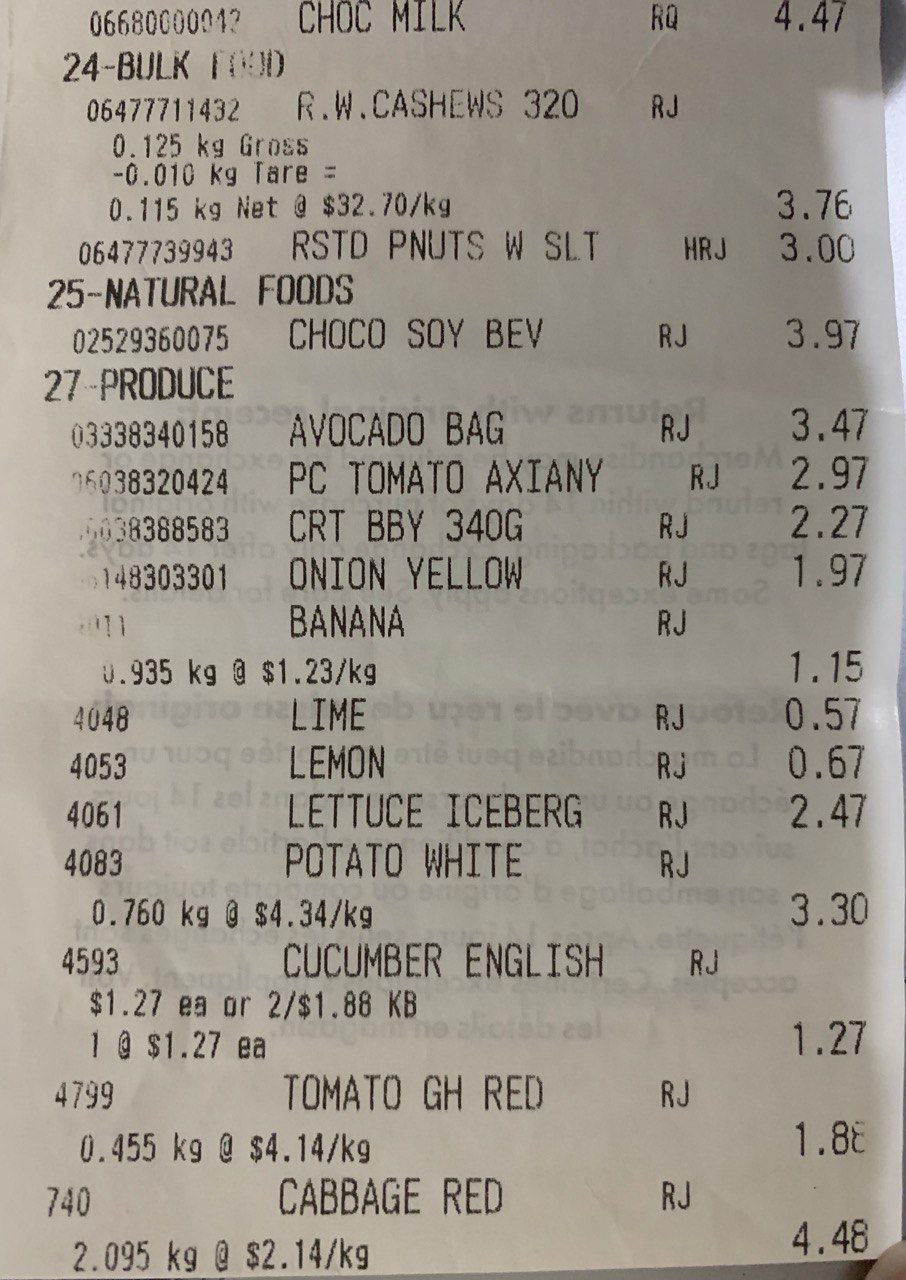 CHOC MILK RQ 4.47
24-BULK FOOD
06477711432 R.W.CASHEWS 320 RJ
0.125 kg Gross
-0.010 kg Tare =
0.115 kg Net @ $32.70/kg 3.76
06477739943 RSTD PNUTS W SLT HRJ 3.00
25-NATURAL FOODS
02529360075 CHOCO SOY BEV RJ 3.97
27-PRODUCE
03338340158 AVOCADO BAG RJ 3.47
06038320424 PC TOMATO AXIANY RJ 2.97
CRT BBY 340G RJ 2.27
ONION YELLOW RJ 1.97
4011 BANANA RJ
0.935 kg @ $1.23/kg 1.15
4048 LIME RJ 0.57
4053 LEMON RJ 0.67
4061 LETTUCE ICEBERG RJ 2.47
4083 POTATO WHITE RJ
0.760 kg @ $4.34/kg 3.30
4593 CUCUMBER ENGLISH RJ
$1.27 ea or 2/$1.88 KB
1 @ $1.27 ea 1.27
4799 TOMATO GH RED RJ
0.455 kg @ $4.14/kg 1.88
740 CABBAGE RED RJ
2.095 kg @ $2.14/kg 4.48